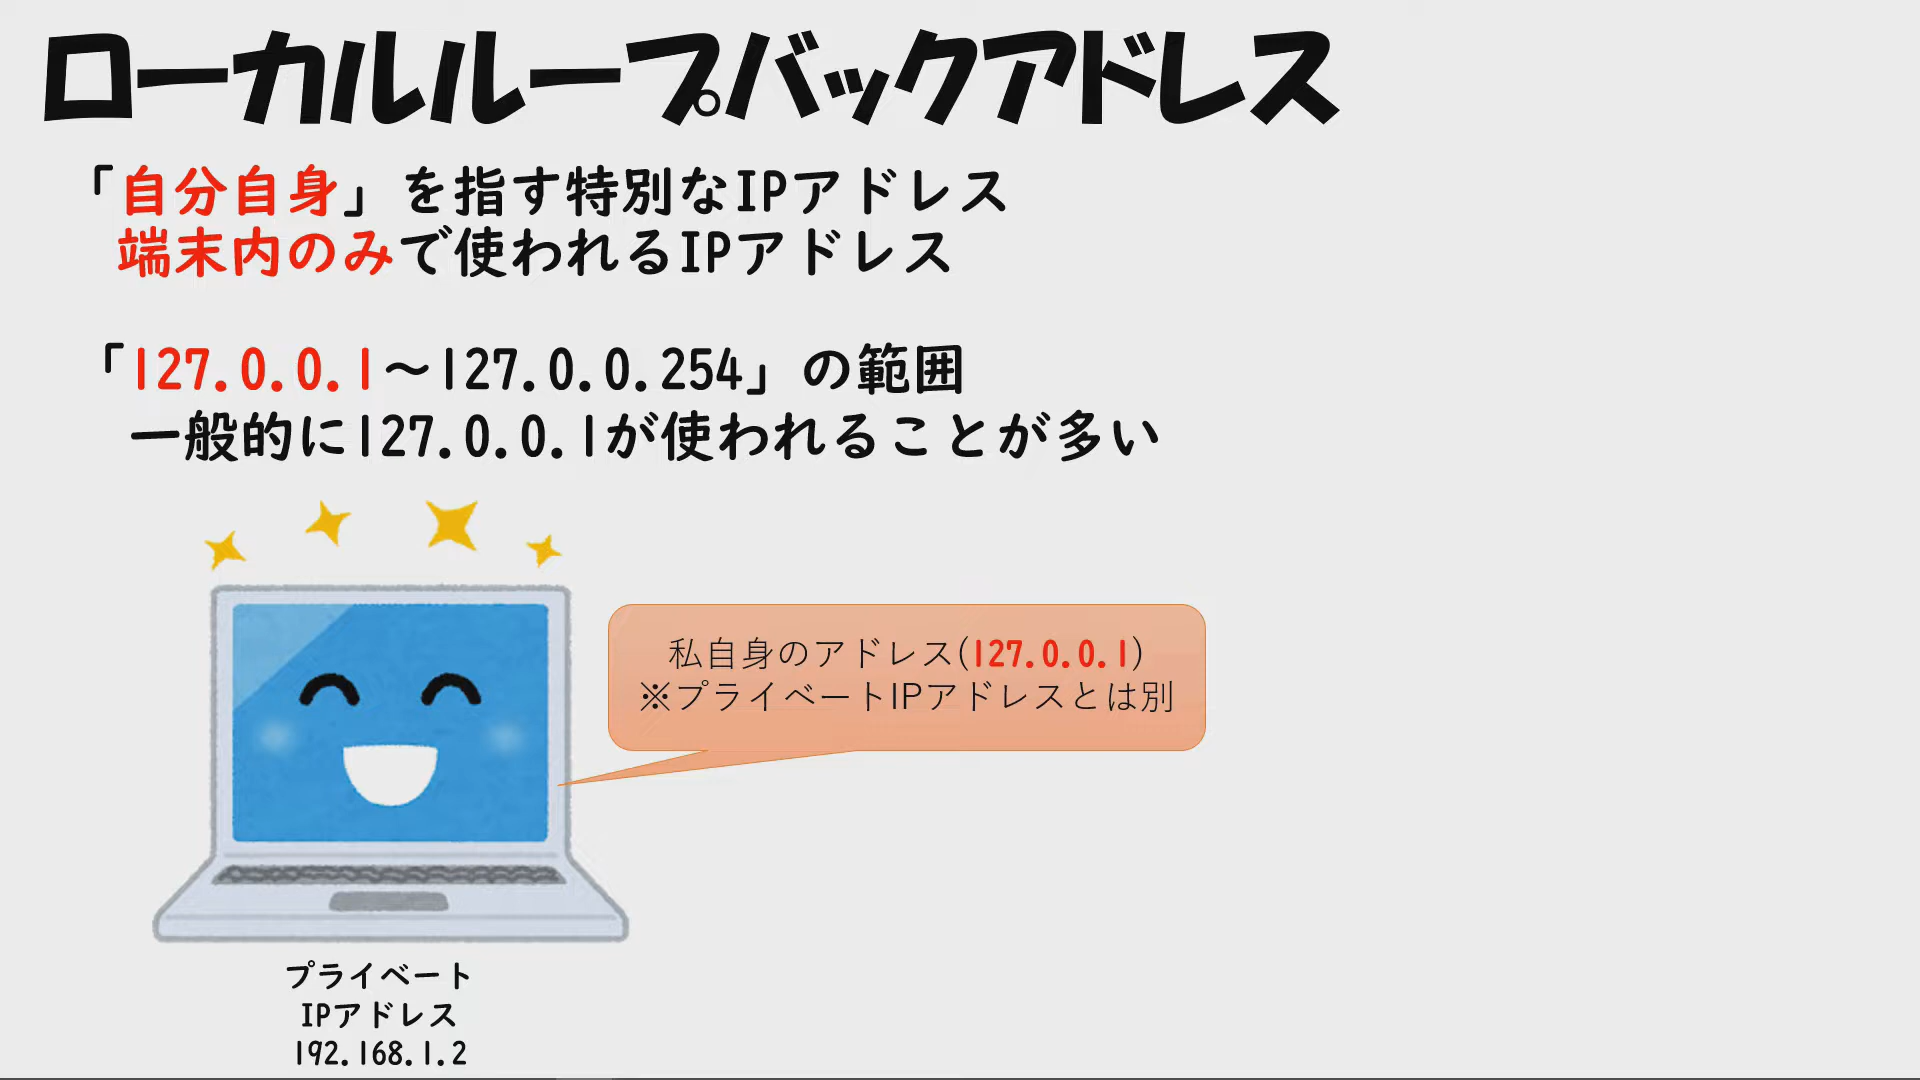 ローカルループバックアドレス
「自分自身」を指す特別なIPアドレス
端末内のみで使われるIPアドレス
「127.0.0.1～127.0.0.254」の範囲
一般的に127.0.0.1が使われることが多い
私自身のアドレス(127.0.0.1)
※プライベートIPアドレスとは別
プライベート
IPアドレス
192.168.1.2